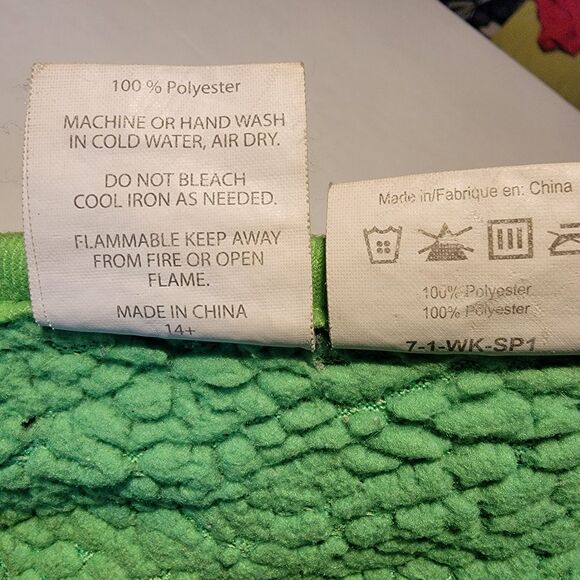 100 % Polyester
MACHINE OR HAND WASH
IN COLD WATER, AIR DRY.
DO NOT BLEACH
COOL IRON AS NEEDED.
FLAMMABLE KEEP AWAY
FROM FIRE OR OPEN
FLAME.
MADE IN CHINA
14+
Made in/Fabrique en: China
100% Polyester
100% Polyester
7-1-WK-SP1